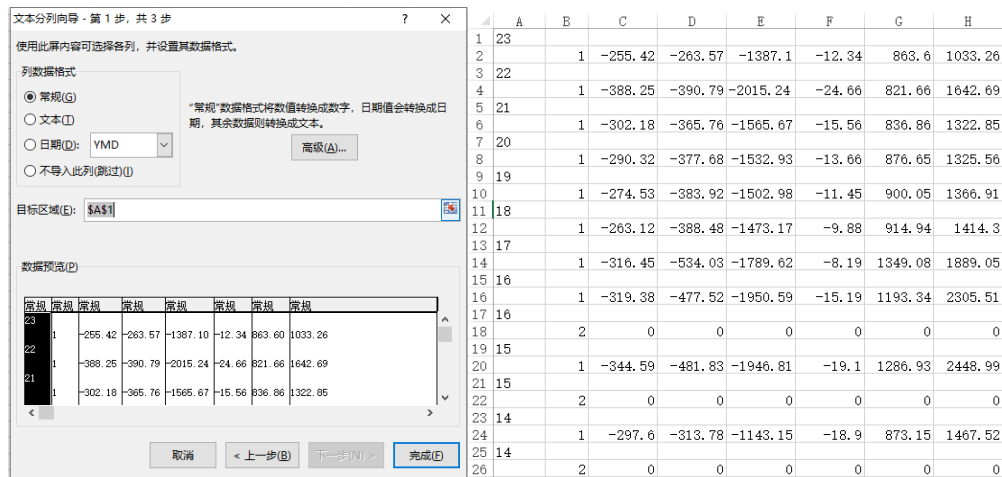 文本分列向导 - 第 1 步，共 3 步 ? ×
使用此屏内容可选择各列，并设置其数据格式。
列数据格式
常规(G)
文本(T)
日期(D): YMD
不导入此列(跳过)(I)
“常规”数据格式将数值转换成数字，日期值会转换成日期，其余数据则转换成文本。
高级(A)...
目标区域(E): $A$1
数据预览(P)
常规 常规 常规 常规 常规 常规 常规 常规
23
1 -255.42 -263.57 -1387.10 -12.34 863.60 1033.26
22
1 -388.25 -390.79 -2015.24 -24.66 821.66 1642.69
21
1 -302.18 -365.76 -1565.67 -15.56 836.86 1322.85
取消 < 上一步(B) 下一步(N) > 完成(F)
A B C D E F G H
1 23
2 1 -255.42 -263.57 -1387.1 -12.34 863.6 1033.26
3 22
4 1 -388.25 -390.79 -2015.24 -24.66 821.66 1642.69
5 21
6 1 -302.18 -365.76 -1565.67 -15.56 836.86 1322.85
7 20
8 1 -290.32 -377.68 -1532.93 -13.66 876.65 1325.56
9 19
10 1 -274.53 -383.92 -1502.98 -11.45 900.05 1366.91
11 18
12 1 -263.12 -388.48 -1473.17 -9.88 914.94 1414.3
13 17
14 1 -316.45 -534.03 -1789.62 -8.19 1349.08 1889.05
15 16
16 1 -319.38 -477.52 -1950.59 -15.19 1193.34 2305.51
17 16
18 2 0 0 0 0 0 0
19 15
20 1 -344.59 -481.83 -1946.81 -19.1 1286.93 2448.99
21 15
22 2 0 0 0 0 0 0
23 14
24 1 -297.6 -313.78 -1143.15 -18.9 873.15 1467.52
25 14
26 2 0 0 0 0 0 0